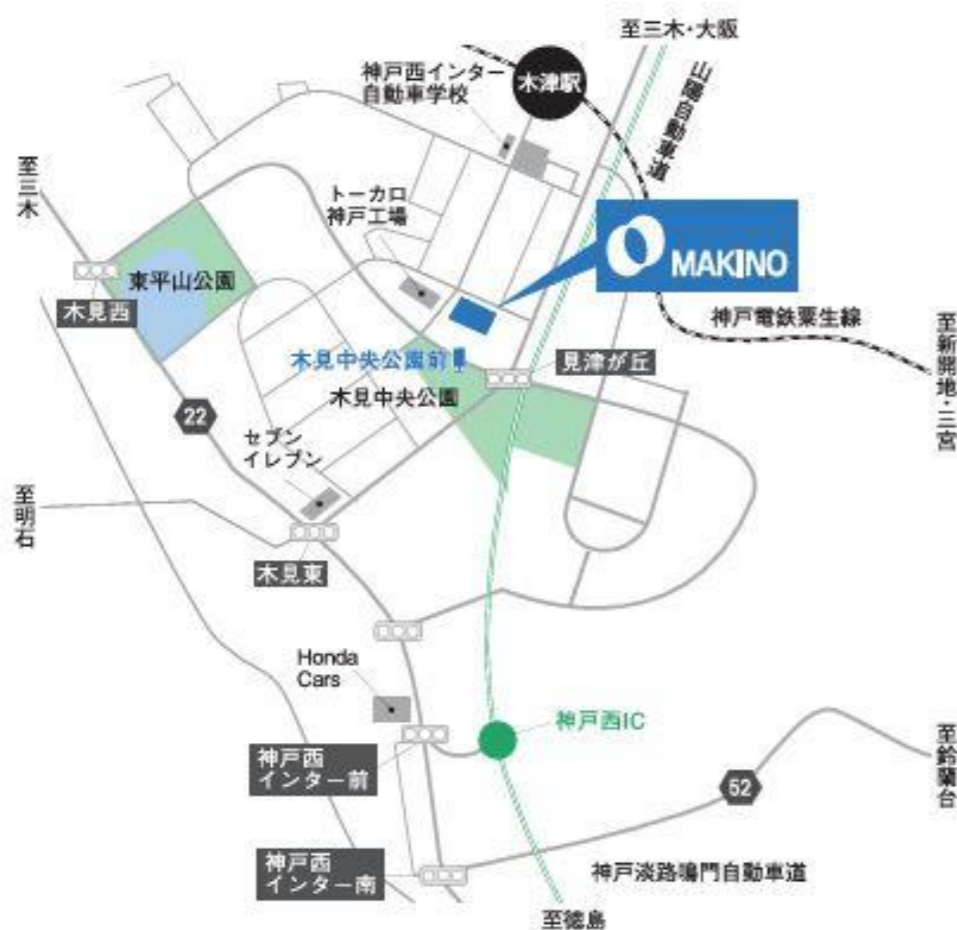 至三木・大阪
木津駅
神戸西インター
自動車学校
山陽自動車道
至三木
トーカロ
神戸工場
MAKINO
東平山公園
木見西
神戸電鉄粟生線
至新開地・三宮
木見中央公園前
見津が丘
木見中央公園
22
セブン
イレブン
至明石
木見東
Honda
Cars
神戸西IC
神戸西
インター前
至鈴蘭台
52
神戸西
インター南
神戸淡路鳴門自動車道
至徳島